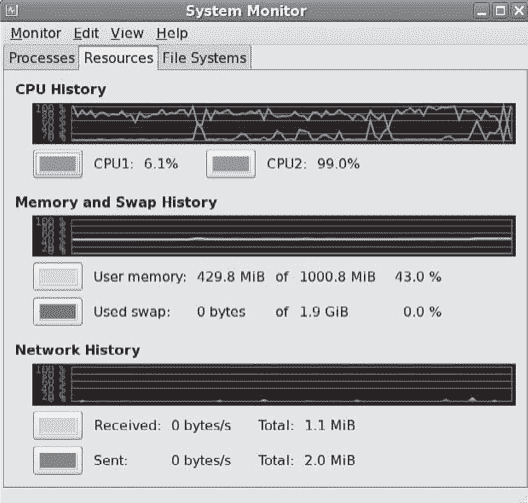 System Monitor
Monitor Edit View Help
Processes Resources File Systems
CPU History
CPU1: 6.1% CPU2: 99.0%
Memory and Swap History
User memory: 429.8 MiB of 1000.8 MiB 43.0 %
Used swap: 0 bytes of 1.9 GiB 0.0 %
Network History
Received: 0 bytes/s Total: 1.1 MiB
Sent: 0 bytes/s Total: 2.0 MiB